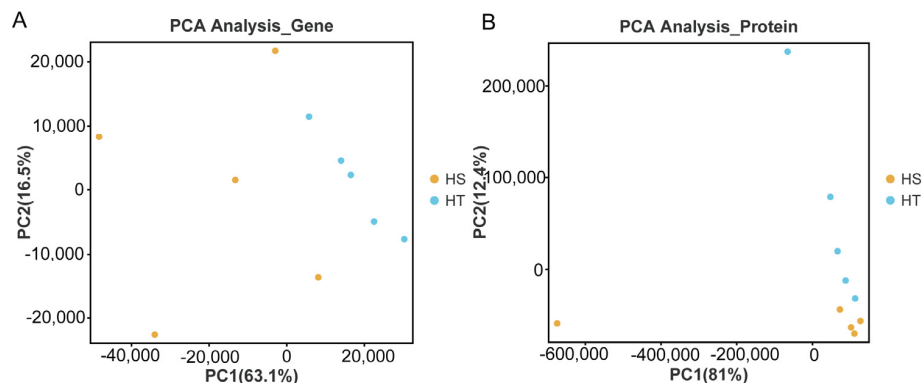 A
PCA Analysis_Gene
20,000
10,000
0
-10,000
-20,000
PC2(16.5%)
-40,000 -20,000 0 20,000
PC1(63.1%)
HS
HT
B
PCA Analysis_Protein
200,000
100,000
0
PC2(12.4%)
-600,000 -400,000 -200,000 0
PC1(81%)
HS
HT